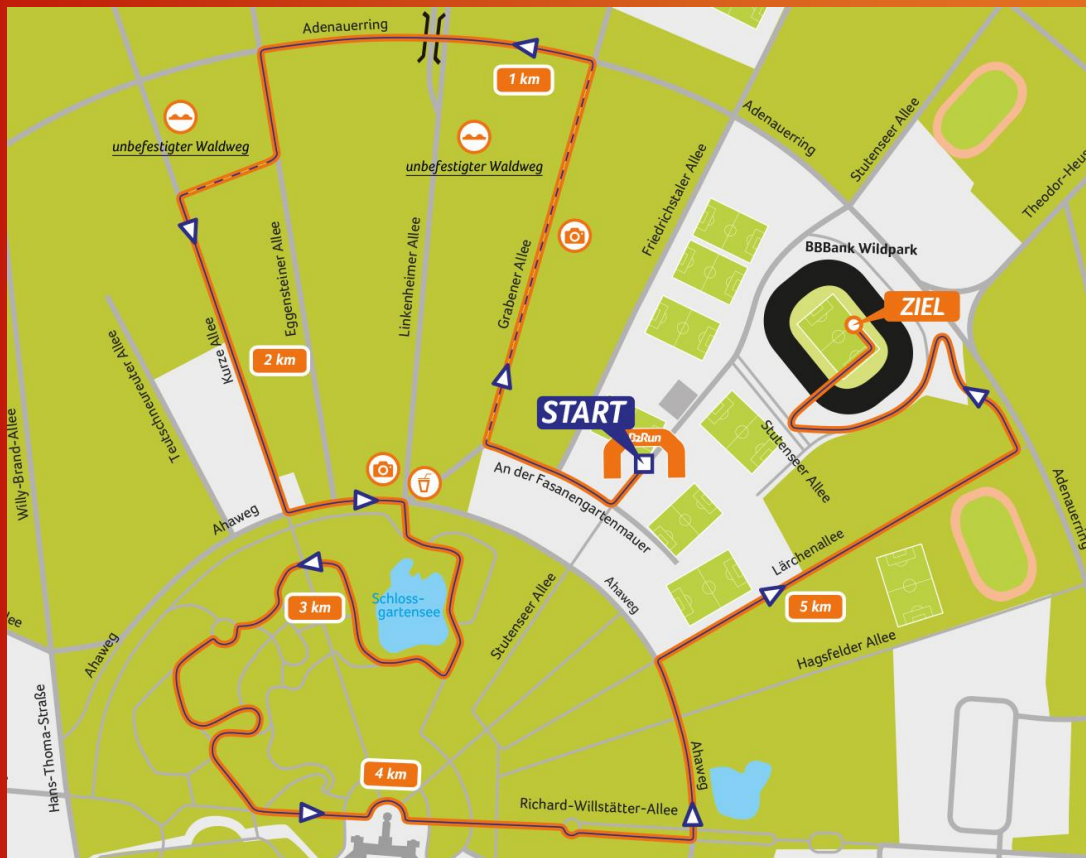 Adenauerring
1 km
unbefestigter Waldweg
unbefestigter Waldweg
Adenauerring
Stutenseer Allee
Friedrichstaler Allee
BBBank Wildpark
ZIEL
Eggensteiner Allee
Linkenheimer Allee
Grabener Allee
Kurze Allee
2 km
Teutschneureuter Allee
Willy-Brand-Allee
START
B2Run
Stutenseer Allee
An der Fasanengartenmauer
Ahaweg
Adenauerring
Lärchenallee
Ahaweg
3 km
Schloss-
gartensee
Stutenseer Allee
5 km
Hagsfelder Allee
Ahaweg
Hans-Thoma-Straße
4 km
Ahaweg
Richard-Willstätter-Allee